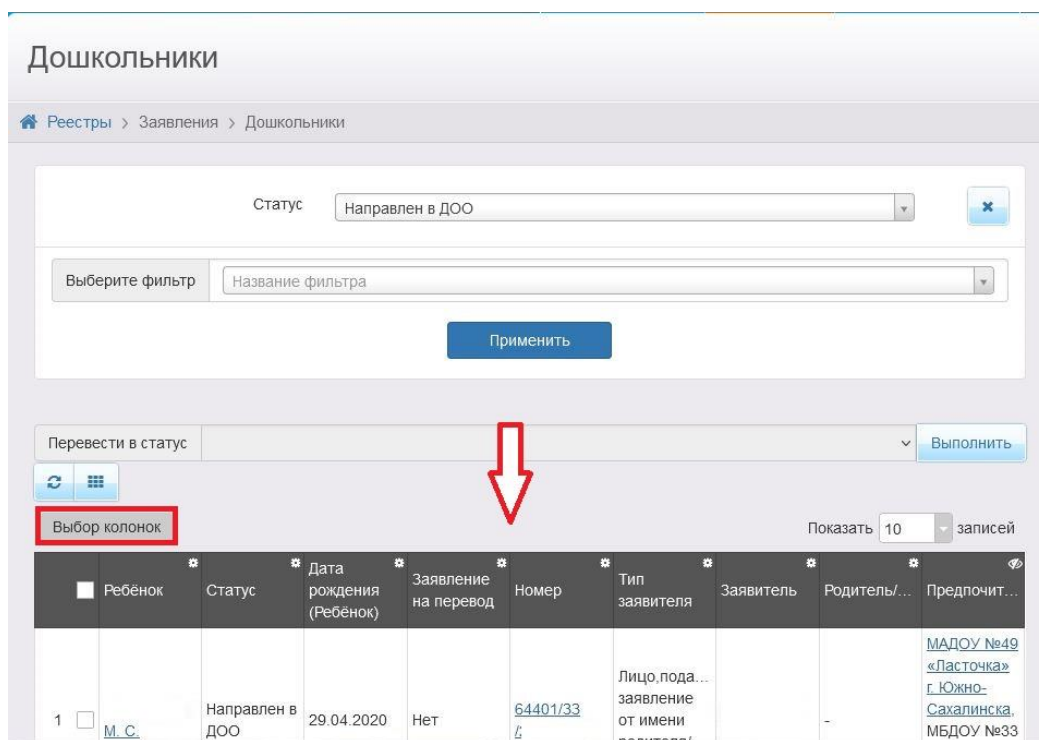 Дошкольники
Реестры > Заявления > Дошкольники
Статус Направлен в ДОО
Выберите фильтр Название фильтра
Применить
Перевести в статус Выполнить
Выбор колонок
Показать 10 записей
Ребёнок
Статус
Дата
рождения
(Ребёнок)
Заявление
на перевод
Номер
Тип
заявителя
Заявитель
Родитель/...
Предпочит...
1
М. С.
Направлен в
ДОО
29.04.2020
Нет
64401/33
/:
Лицо,пода...
заявление
от имени
-
МАДОУ №49
«Ласточка»
г. Южно-
Сахалинска,
МБДОУ №33